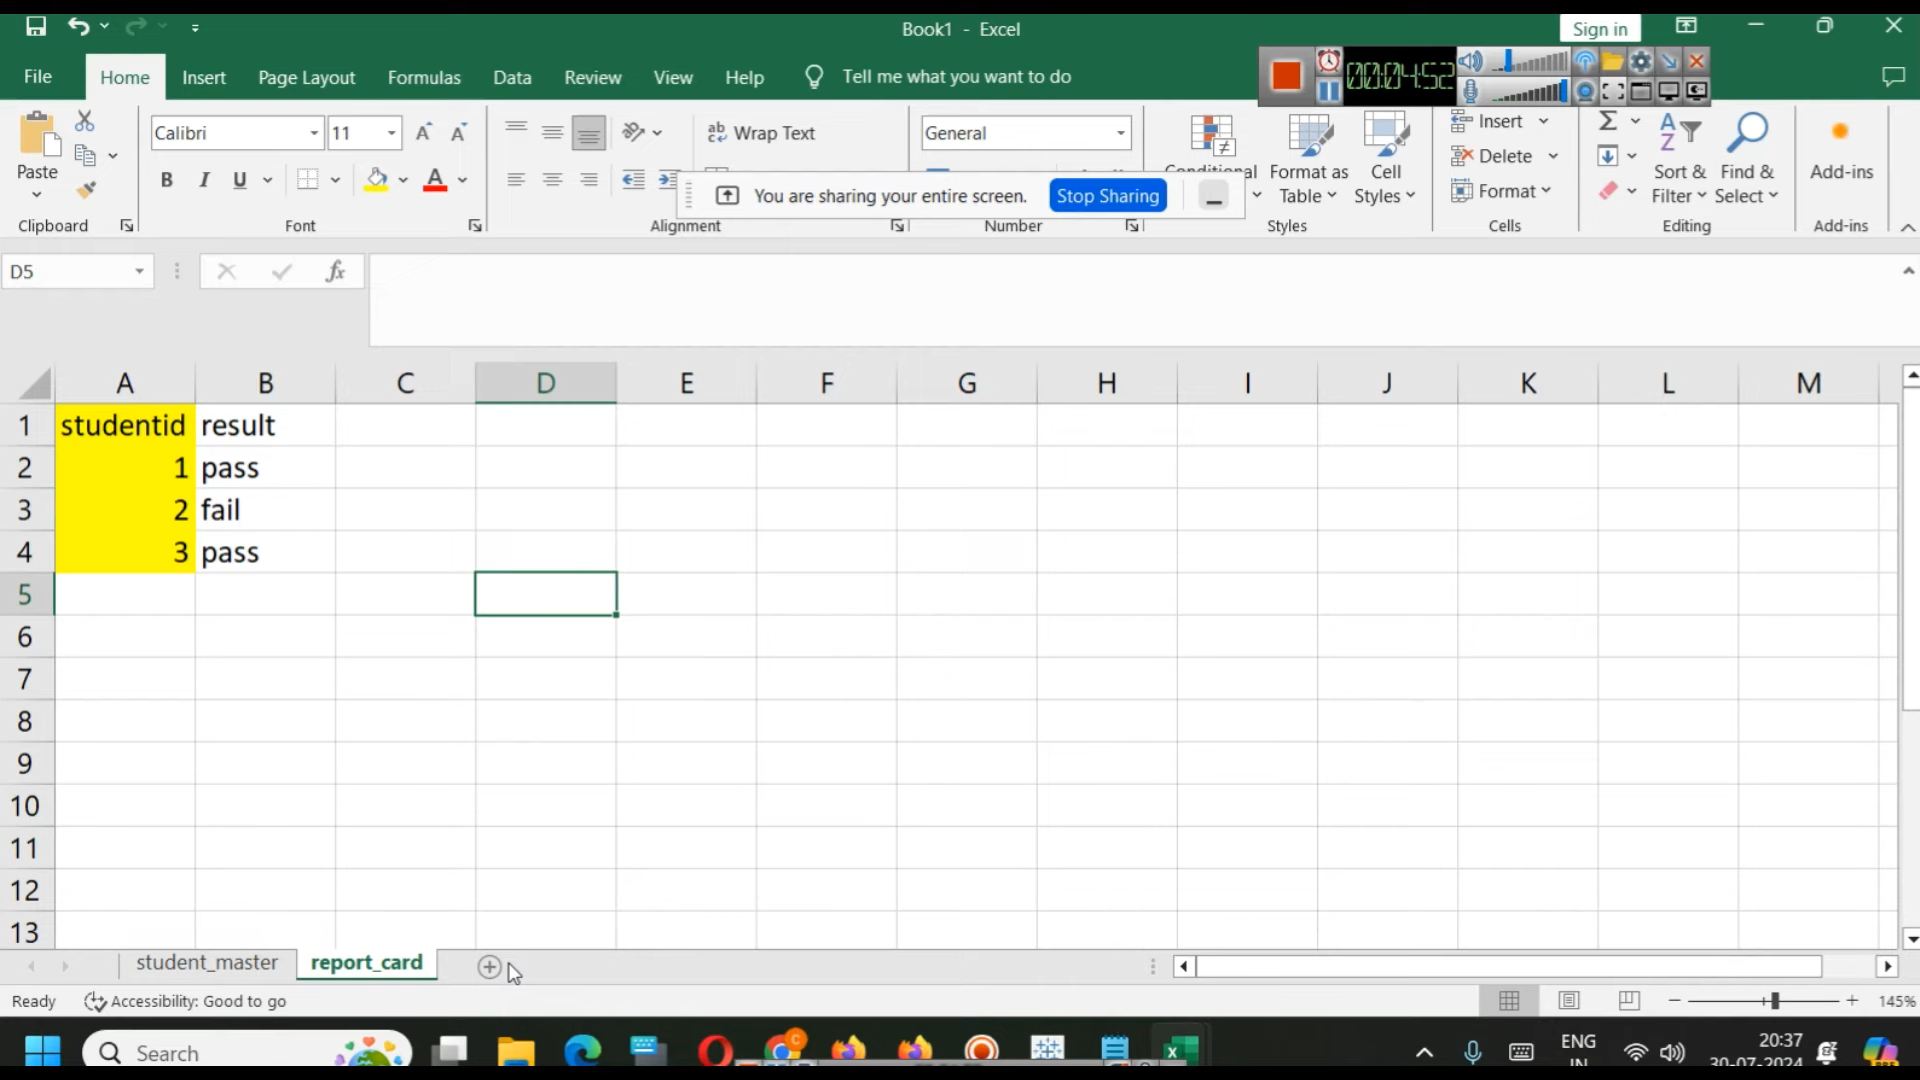 Book1 - Excel
Sign in
File Home Insert Page Layout Formulas Data Review View Help Tell me what you want to do
00:04:52
Paste
Calibri 11
Wrap Text
General
Format as Table
Cell Styles
Insert
Delete
Format
Sort & Filter
Find & Select
Add-ins
B I U
You are sharing your entire screen. Stop Sharing
Clipboard Font Alignment Number Styles Cells Editing Add-ins
D5 fx
A B C D E F G H I J K L M
1 studentid result
2 1 pass
3 2 fail
4 3 pass
5
6
7
8
9
10
11
12
13
student_master report_card
Ready Accessibility: Good to go 145%
Search ENG IN 20:37
30-07-2024